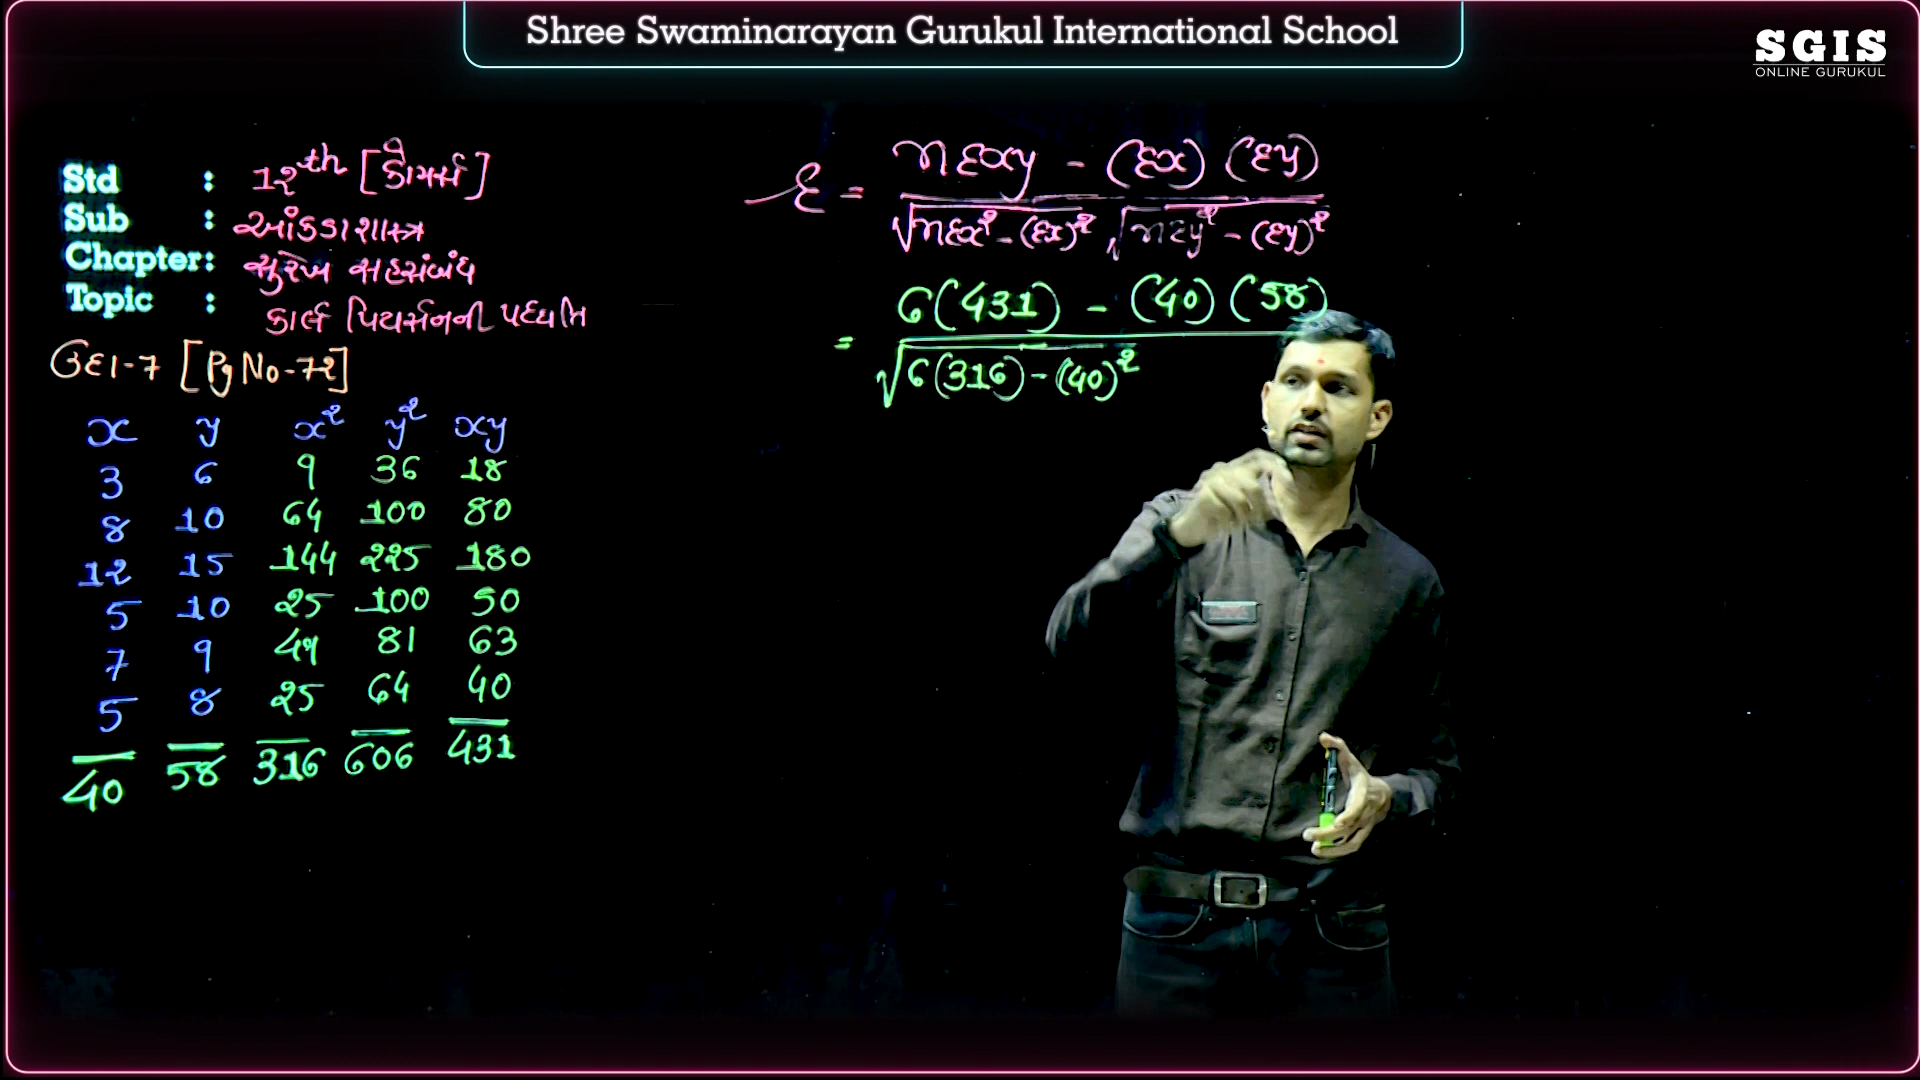 Shree Swaminarayan Gurukul International School
SGIS
ONLINE GURUKUL
Std : 12th [કોમર્સ]
Sub : આંકડાશાસ્ત્ર
Chapter: સુરેખ સહસંબંધ
Topic : કાર્લ પિયર્સનની પધ્ધતિ
ઉદા-7 [Pg No-72]
x y x² y² xy
3 6 9 36 18
8 10 64 100 80
12 15 144 225 180
5 10 25 100 50
7 9 49 81 63
5 8 25 64 40
40 58 316 606 431
r = nΣxy - (Σx) (Σy)
√nΣx² - (Σx)² √nΣy² - (Σy)²
= 6(431) - (40) (58)
√6(316) - (40)²